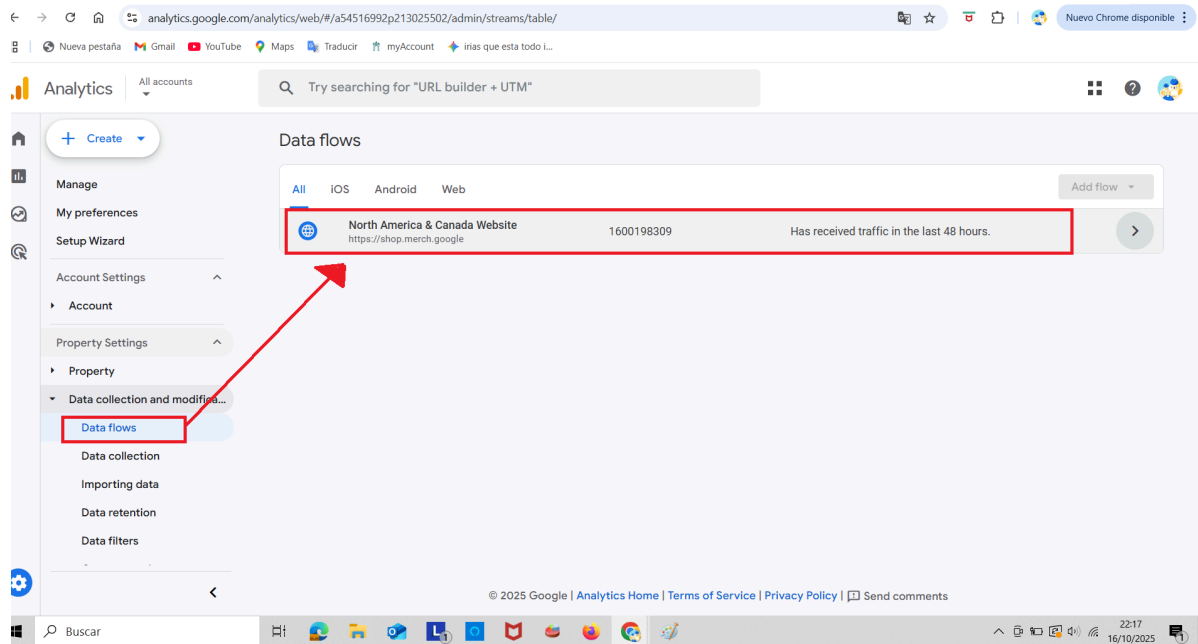 analytics.google.com/analytics/web/#/a54516992p213025502/admin/streams/table/
Nuevo Chrome disponible
Nueva pestaña
Gmail
YouTube
Maps
Traducir
myAccount
irias que esta todo i...
Analytics
All accounts
Try searching for "URL builder + UTM"
Create
Manage
My preferences
Setup Wizard
Account Settings
Account
Property Settings
Property
Data collection and modifica...
Data flows
Data collection
Importing data
Data retention
Data filters
Data flows
All iOS Android Web
Add flow
North America & Canada Website
https://shop.merch.google
1600198309
Has received traffic in the last 48 hours.
© 2025 Google | Analytics Home | Terms of Service | Privacy Policy | Send comments
Buscar
L 1
22:17
16/10/2025